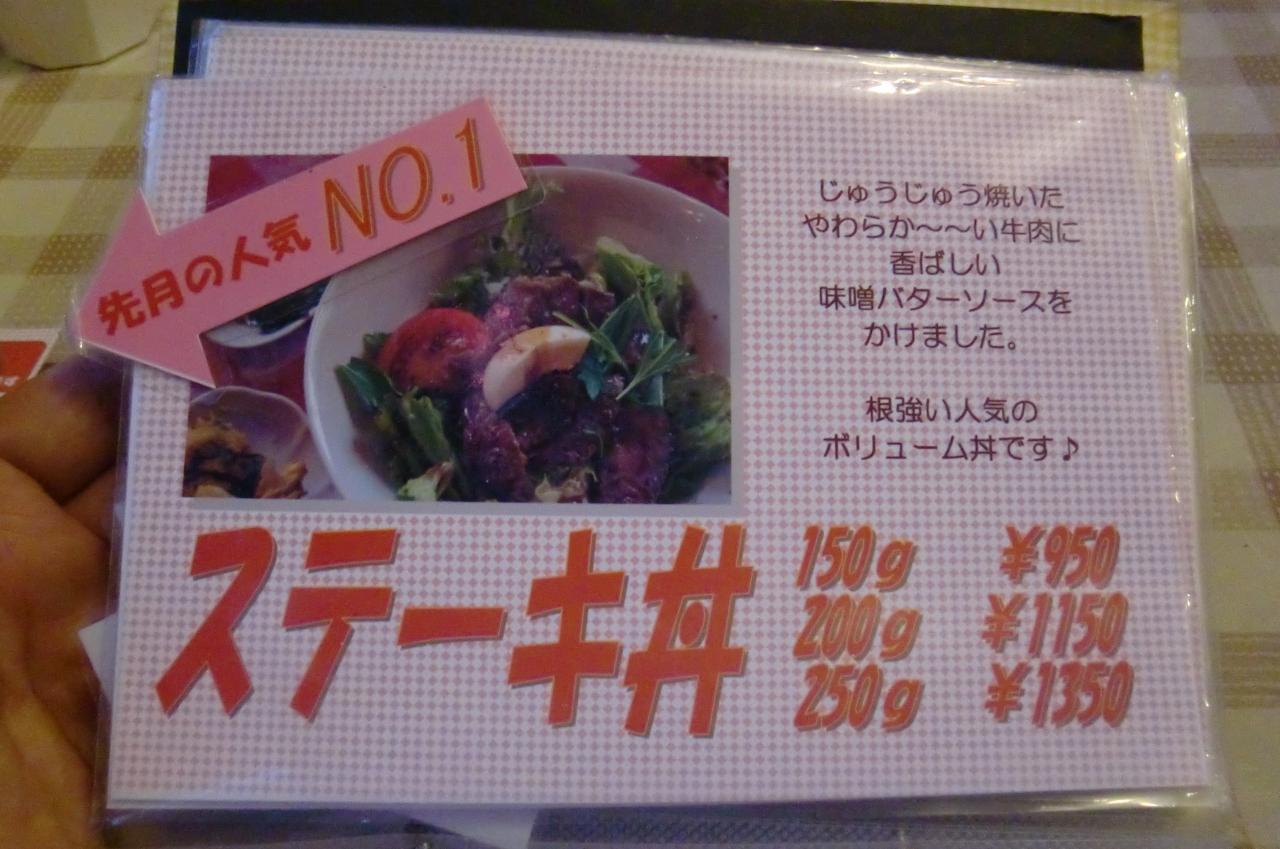 先月の人気 NO.1
じゅうじゅう焼いた
やわらか〜〜い牛肉に
香ばしい
味噌バターソースを
かけました。
根強い人気の
ボリューム丼です♪
ステーキ丼
150g ¥950
200g ¥1150
250g ¥1350